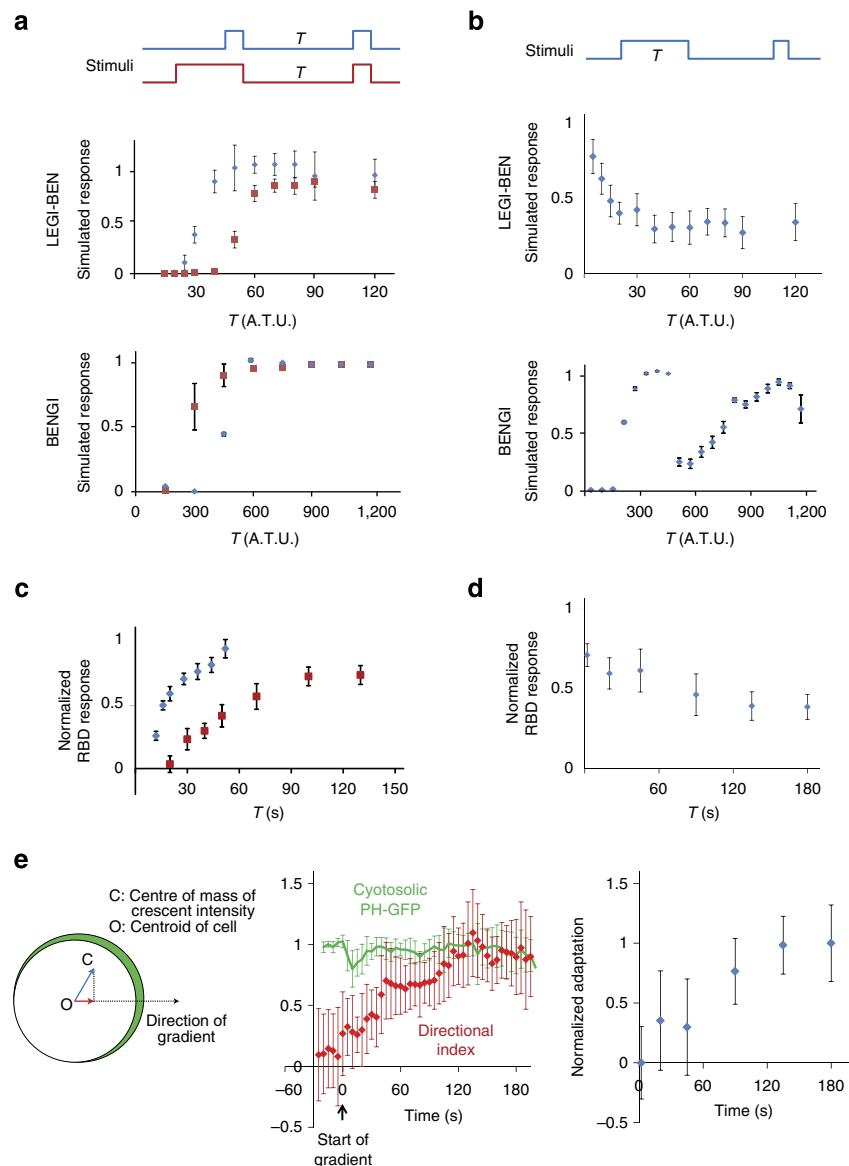 a
T
Stimuli
T
LEGI-BEN
Simulated response
1
0.5
0
30
60
90
120
T (A.T.U.)
BENGI
Simulated response
1
0.5
0
0
300
600
900
1,200
T (A.T.U.)
b
Stimuli
T
LEGI-BEN
Simulated response
1
0.5
0
30
60
90
120
T (A.T.U.)
BENGI
Simulated response
1
0.5
0
300
600
900
1,200
T (A.T.U.)
c
Normalized
RBD response
1
0.5
0
30
60
90
120
150
T (s)
d
Normalized
RBD response
1
0.5
0
60
120
180
T (s)
e
C: Centre of mass of
crescent intensity
O: Centroid of cell
C
O
Direction of
gradient
1.5
1
0.5
0
–0.5
–60
0
60
120
180
Cyotosolic
PH-GFP
Directional
index
Time (s)
Start of
gradient
Normalized adaptation
1.5
1
0.5
0
–0.5
0
60
120
180
Time (s)